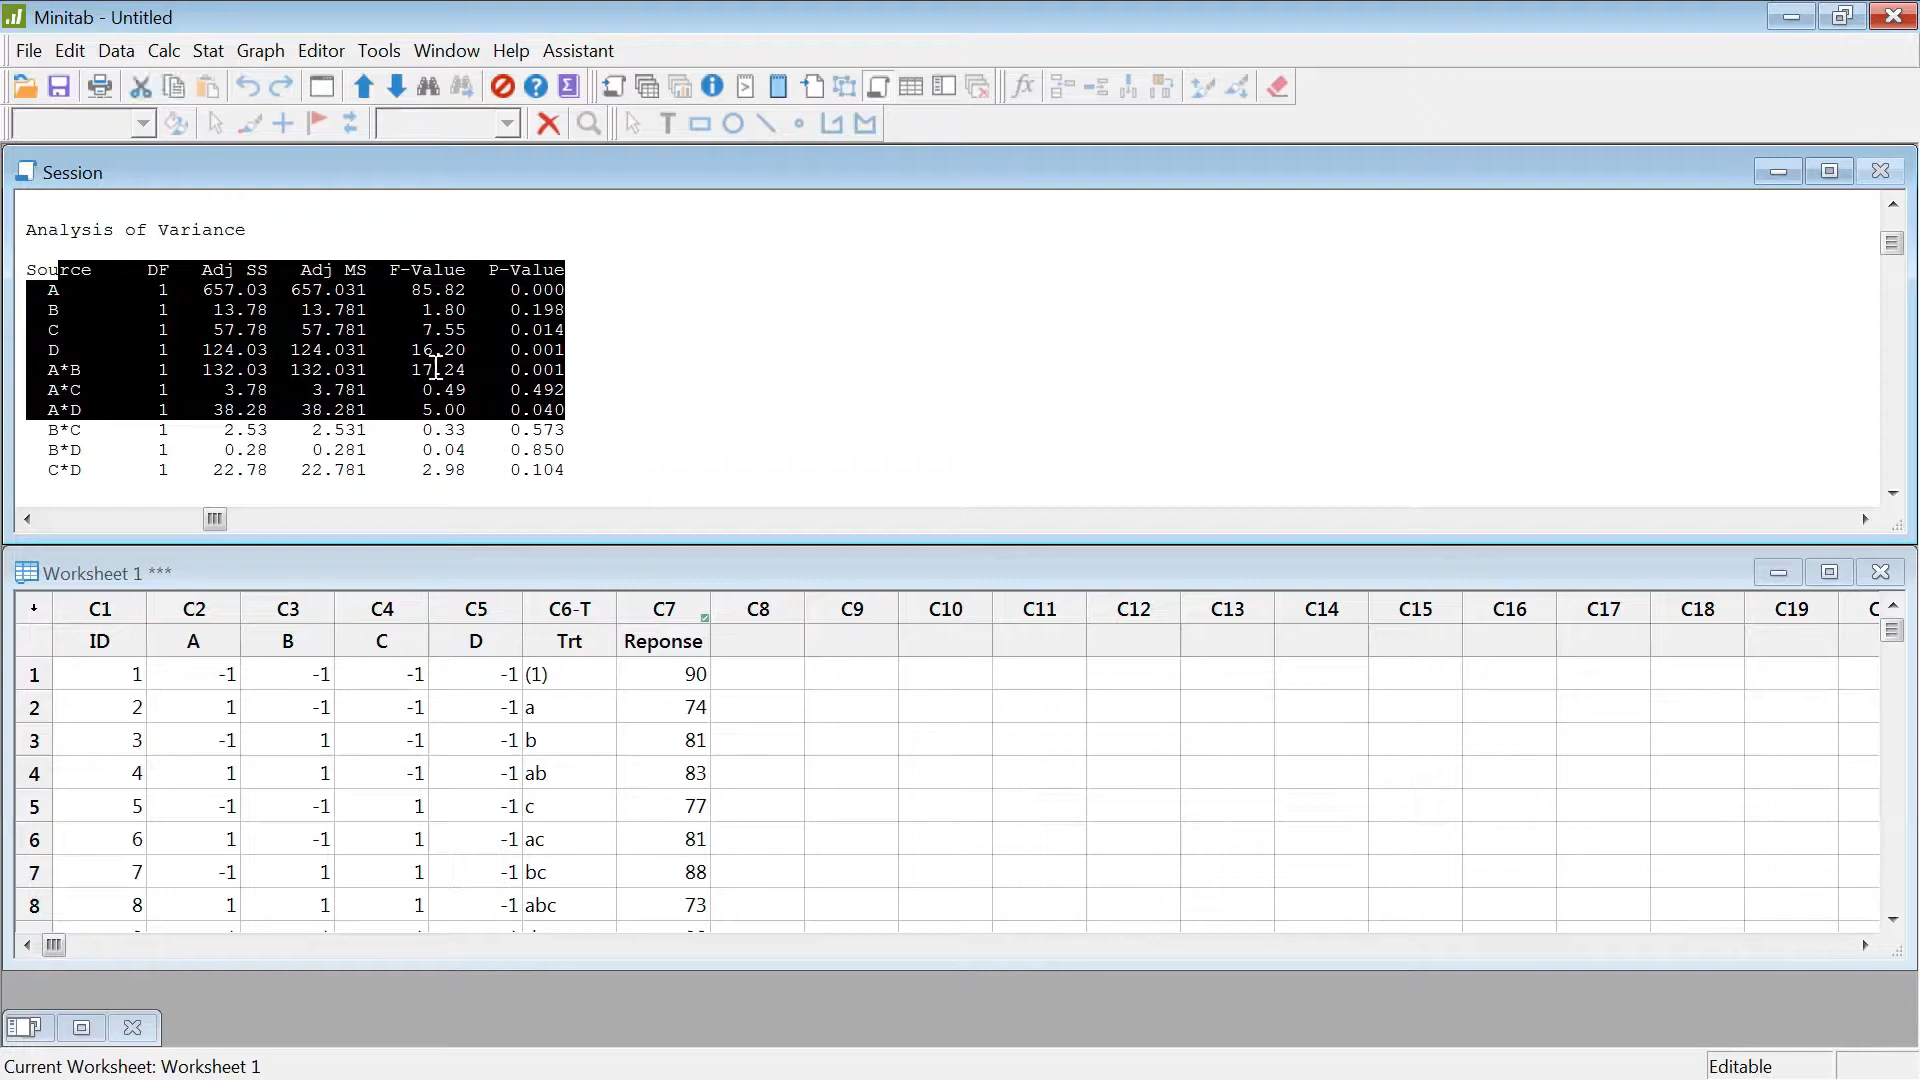 Minitab - Untitled
File Edit Data Calc Stat Graph Editor Tools Window Help Assistant
Session
Analysis of Variance
Source DF Adj SS Adj MS F-Value P-Value
A 1 657.03 657.031 85.82 0.000
B 1 13.78 13.781 1.80 0.198
C 1 57.78 57.781 7.55 0.014
D 1 124.03 124.031 16.20 0.001
A*B 1 132.03 132.031 17.24 0.001
A*C 1 3.78 3.781 0.49 0.492
A*D 1 38.28 38.281 5.00 0.040
B*C 1 2.53 2.531 0.33 0.573
B*D 1 0.28 0.281 0.04 0.850
C*D 1 22.78 22.781 2.98 0.104
Worksheet 1 ***
C1 C2 C3 C4 C5 C6-T C7 C8 C9 C10 C11 C12 C13 C14 C15 C16 C17 C18 C19
ID A B C D Trt Reponse
1 1 -1 -1 -1 -1 (1) 90
2 2 1 -1 -1 -1 a 74
3 3 -1 1 -1 -1 b 81
4 4 1 1 -1 -1 ab 83
5 5 -1 -1 1 -1 c 77
6 6 1 -1 1 -1 ac 81
7 7 -1 1 1 -1 bc 88
8 8 1 1 1 -1 abc 73
Current Worksheet: Worksheet 1
Editable